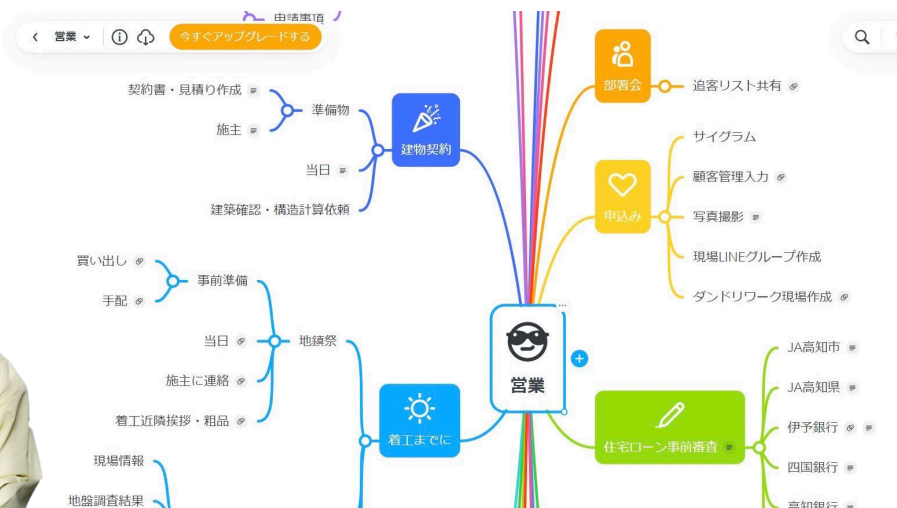 申請事項
営業
今すぐアップグレードする
契約書・見積り作成
準備物
施主
建物契約
当日
建築確認・構造計算依頼
買い出し
事前準備
手配
当日
地鎮祭
施主に連絡
着工近隣挨拶・粗品
着工までに
現場情報
地盤調査結果
営業
部署会
追客リスト共有
サイグラム
顧客管理入力
申込み
写真撮影
現場LINEグループ作成
ダンドリワーク現場作成
JA高知市
JA高知県
住宅ローン事前審査
伊予銀行
四国銀行
高知銀行